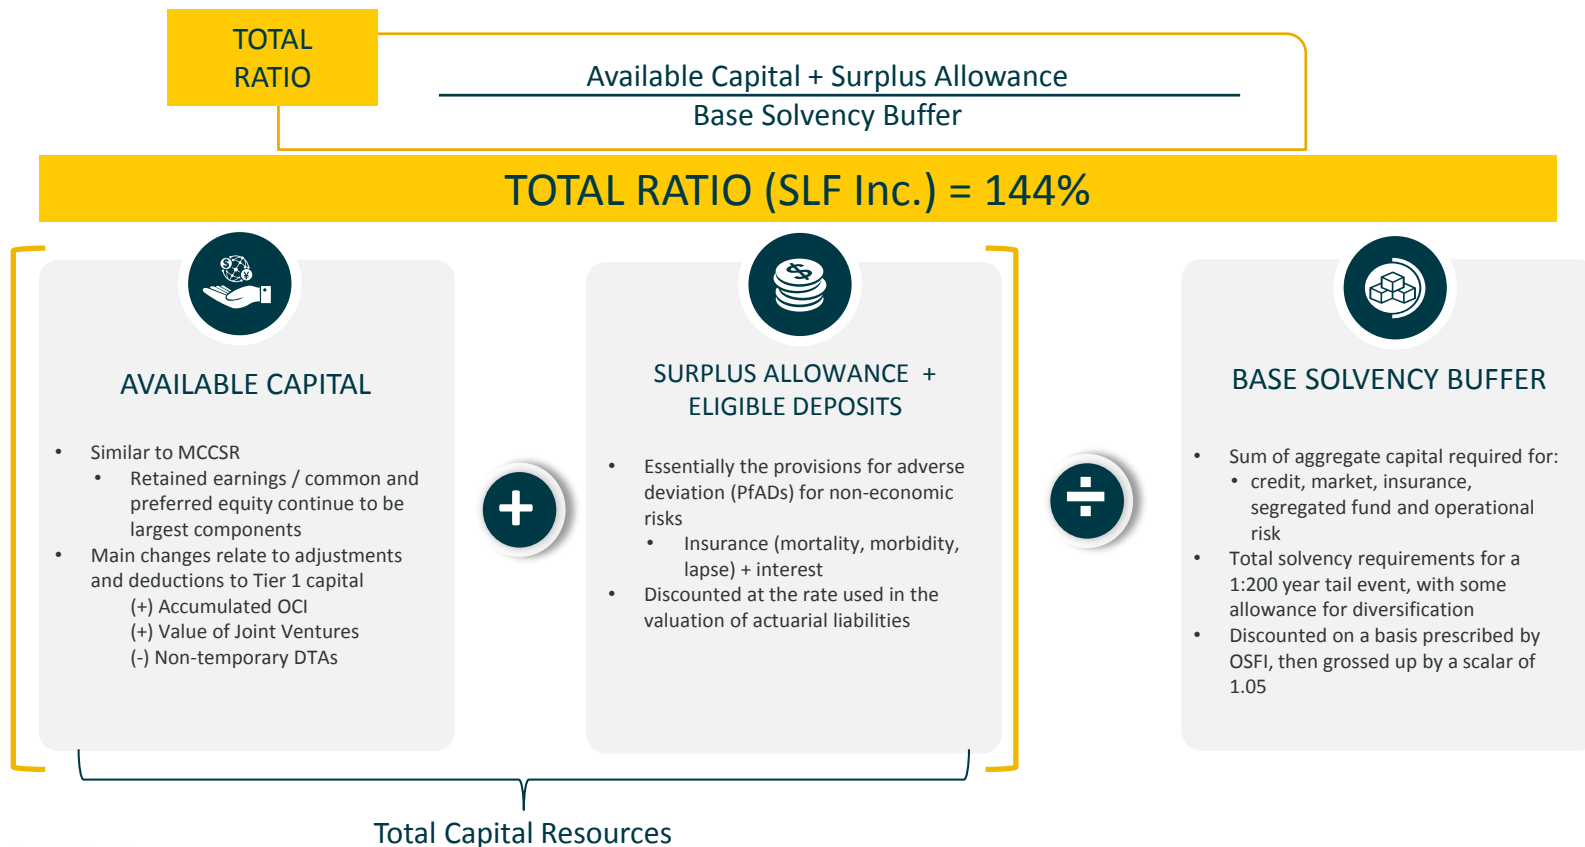 TOTAL
RATIO
Available Capital + Surplus Allowance
Base Solvency Buffer
TOTAL RATIO (SLF Inc.) = 144%
AVAILABLE CAPITAL
• Similar to MCCSR
• Retained earnings / common and
preferred equity continue to be
largest components
• Main changes relate to adjustments
and deductions to Tier 1 capital
(+) Accumulated OCI
(+) Value of Joint Ventures
(-) Non-temporary DTAs
+
SURPLUS ALLOWANCE +
ELIGIBLE DEPOSITS
• Essentially the provisions for adverse
deviation (PfADs) for non-economic
risks
• Insurance (mortality, morbidity,
lapse) + interest
• Discounted at the rate used in the
valuation of actuarial liabilities
÷
BASE SOLVENCY BUFFER
• Sum of aggregate capital required for:
• credit, market, insurance,
segregated fund and operational
risk
• Total solvency requirements for a
1:200 year tail event, with some
allowance for diversification
• Discounted on a basis prescribed by
OSFI, then grossed up by a scalar of
1.05
Total Capital Resources